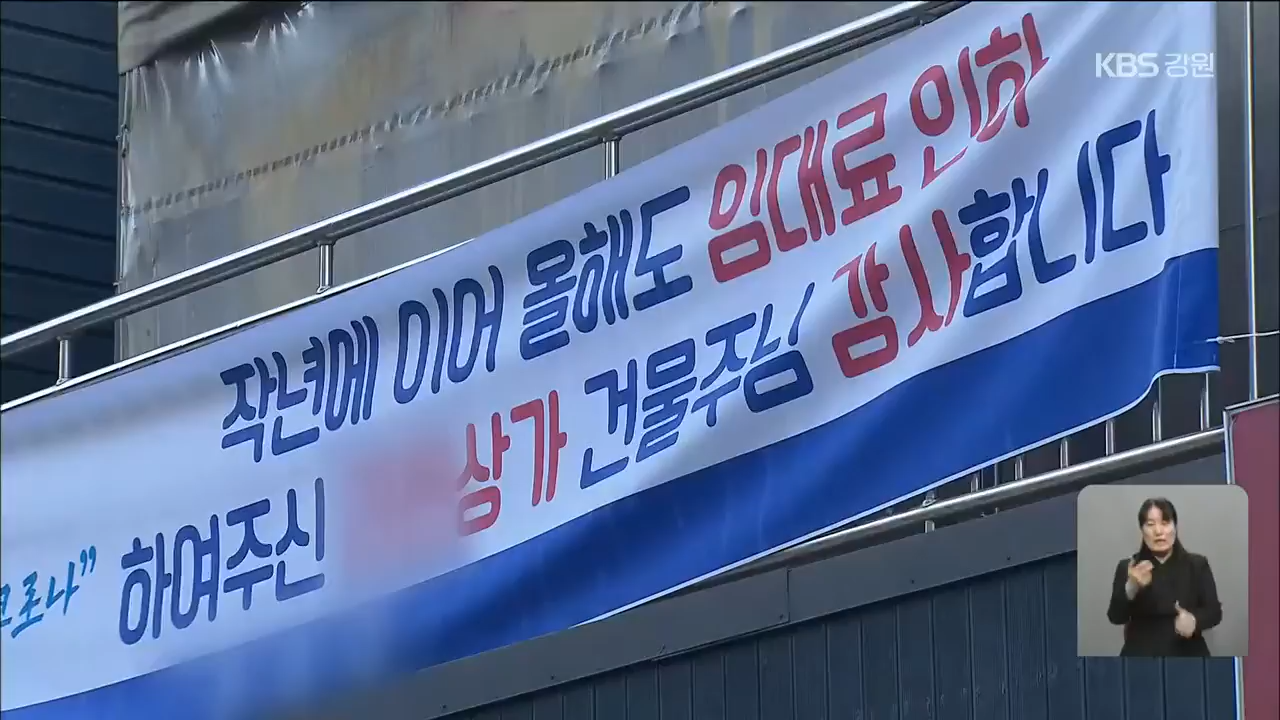 KBS 강원
작년에 이어 올해도 임대료 인하
하여주신 상가 건물주님 감사합니다
코로나”